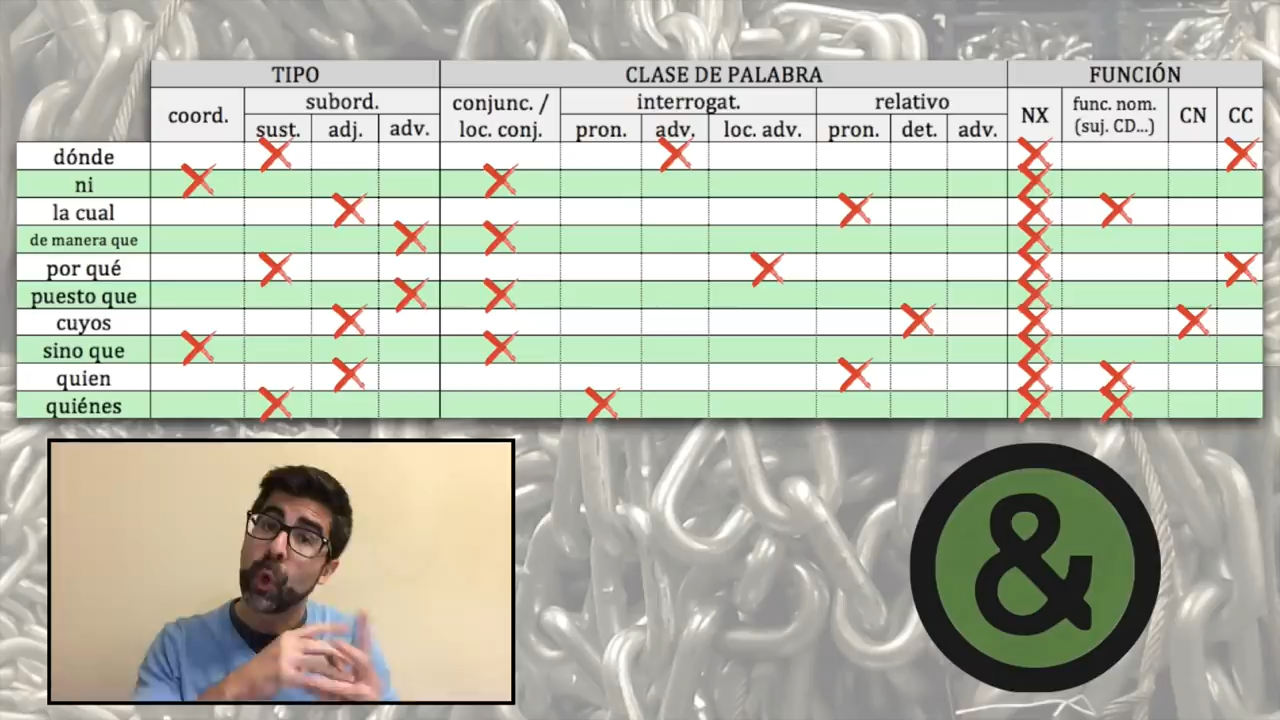 TIPO CLASE DE PALABRA FUNCIÓN
coord. subord. conjunc. / loc. conj. interrogat. relativo NX func. nom. (suj. CD...) CN CC
sust. adj. adv. pron. adv. loc. adv. pron. det. adv.
dónde
ni
la cual
de manera que
por qué
puesto que
cuyos
sino que
quien
quiénes
&